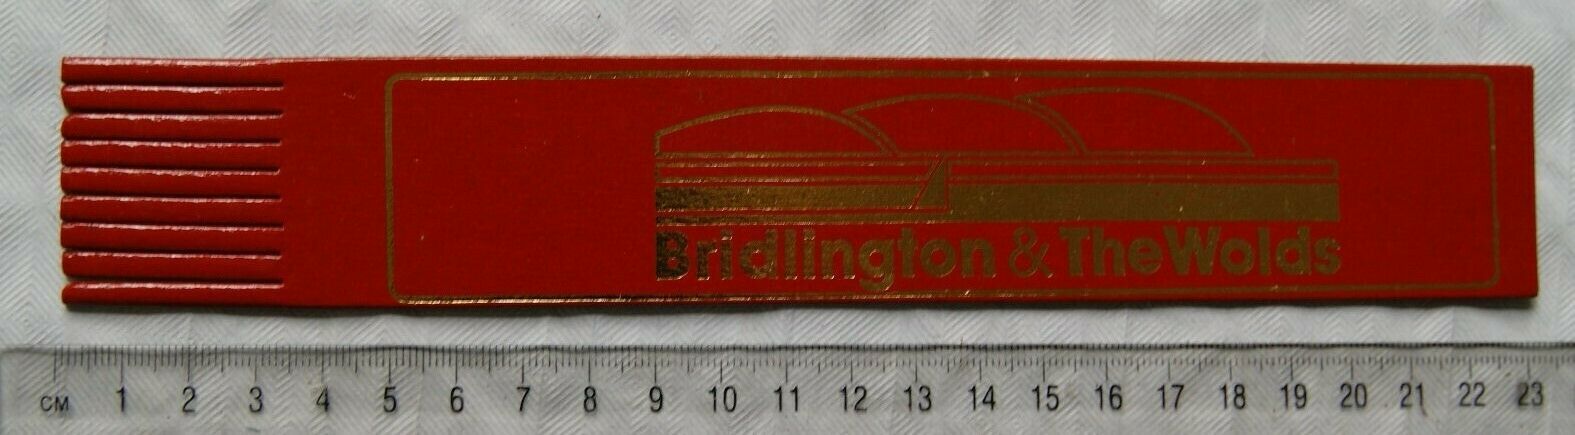 Bridlington & The Wolds
CM 1 2 3 4 5 6 7 8 9 10 11 12 13 14 15 16 17 18 19 20 21 22 23